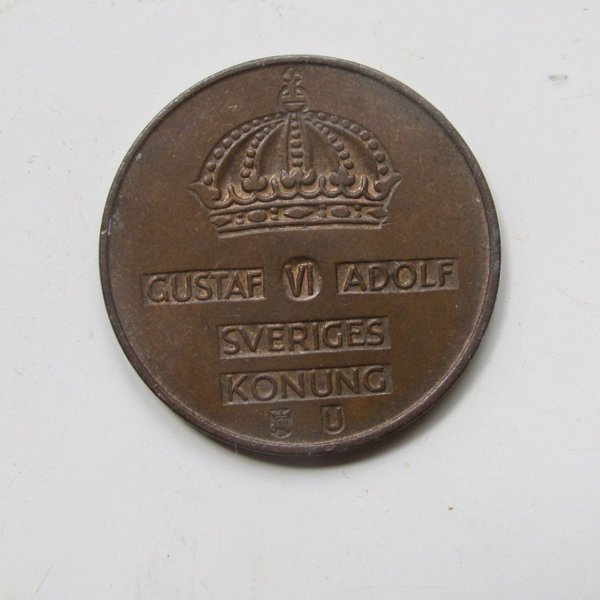 GUSTAF VI ADOLF
SVERIGES
KONUNG
U